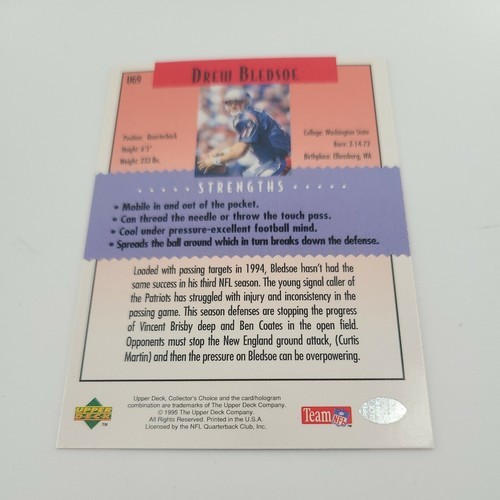 U69
DREW BLEDSOE
Position: Quarterback
Height: 6'5"
Weight: 233 lbs.
College: Washington State
Born: 2-14-72
Birthplace: Ellensburg, WA
STRENGTHS
• Mobile in and out of the pocket.
• Can thread the needle or throw the touch pass.
• Cool under pressure-excellent football mind.
• Spreads the ball around which in turn breaks down the defense.
Loaded with passing targets in 1994, Bledsoe hasn't had the
same success in his third NFL season. The young signal caller of
the Patriots has struggled with injury and inconsistency in the
passing game. This season defenses are stopping the progress
of Vincent Brisby deep and Ben Coates in the open field.
Opponents must stop the New England ground attack, (Curtis
Martin) and then the pressure on Bledsoe can be overpowering.
UPPER DECK TM
Upper Deck, Collector's Choice and the card/hologram
combination are trademarks of The Upper Deck Company.
© 1995 The Upper Deck Company.
All Rights Reserved. Printed in the U.S.A.
Licensed by the NFL Quarterback Club, Inc.
Team NFL